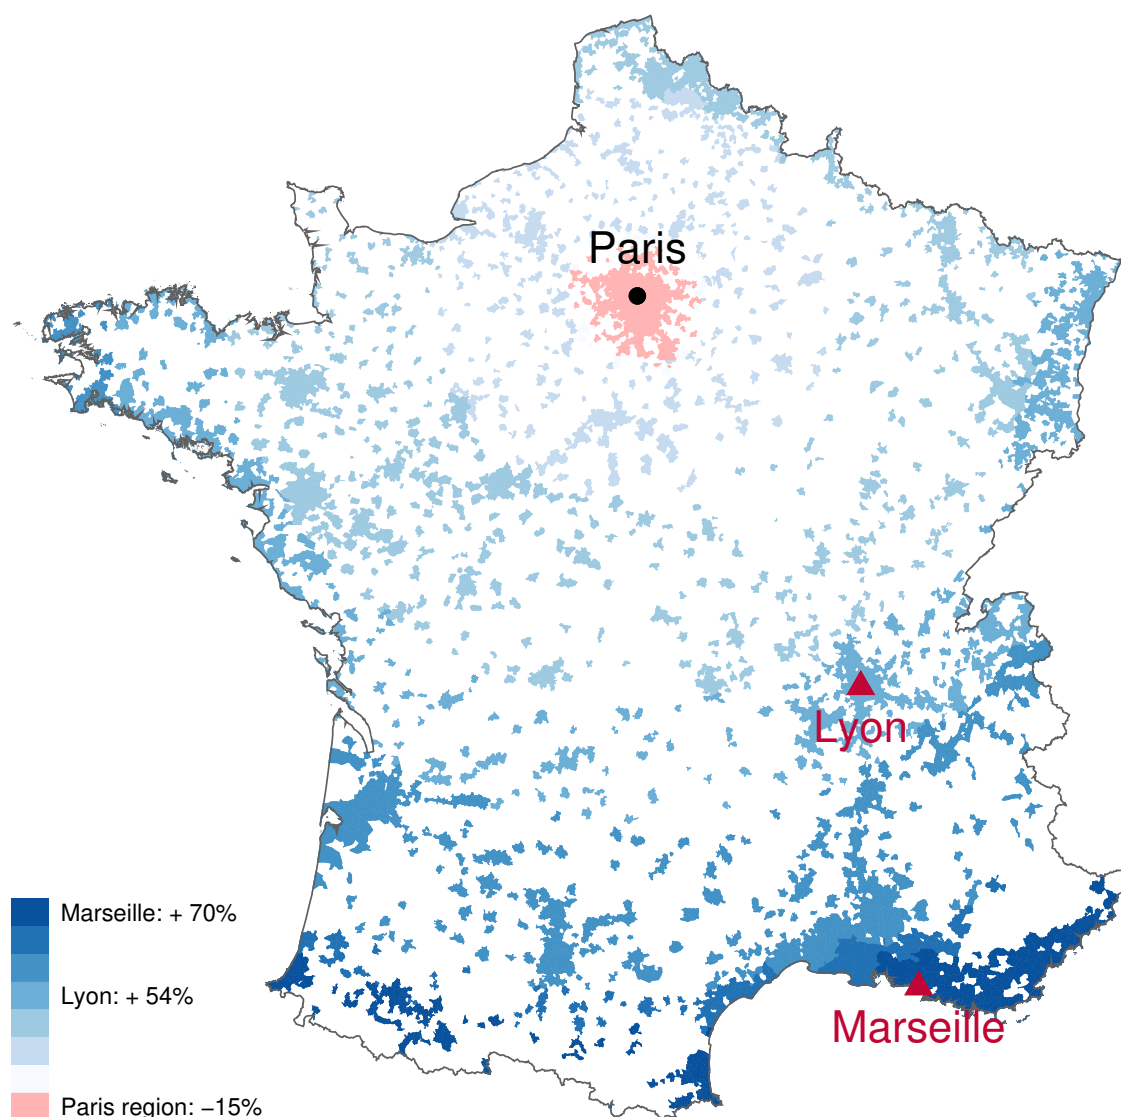 Paris
Lyon
Marseille
Marseille: + 70%
Lyon: + 54%
Paris region: −15%